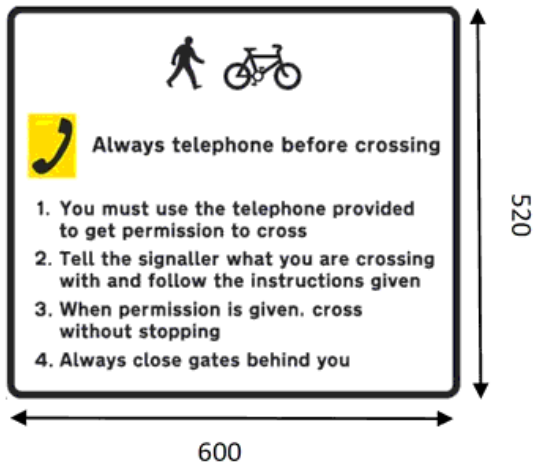 Always telephone before crossing
1. You must use the telephone provided
to get permission to cross
2. Tell the signaller what you are crossing
with and follow the instructions given
3. When permission is given. cross
without stopping
4. Always close gates behind you
520
600